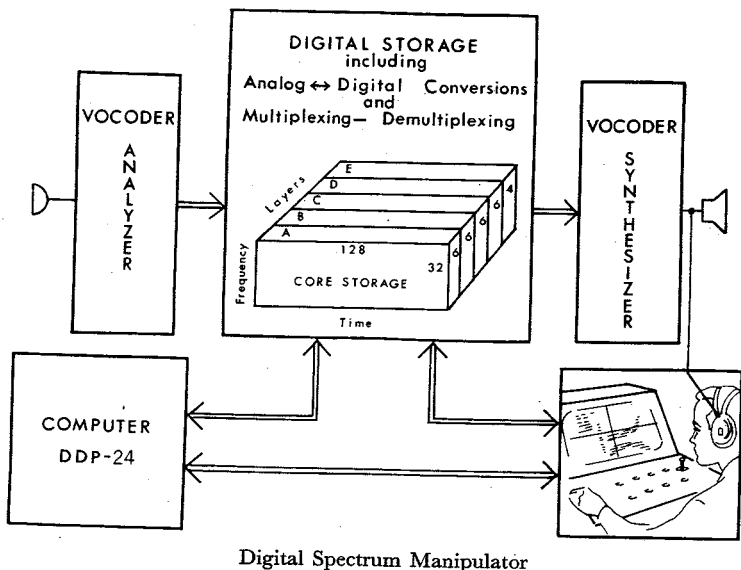 DIGITAL STORAGE
including
Analog ↔ Digital Conversions
and
Multiplexing— Demultiplexing
VOCODER
ANALYZER
Layers
E
D
C
B
A
4
6
6
6
6
128
32
Frequency
CORE STORAGE
Time
VOCODER
SYNTHESIZER
COMPUTER
DDP-24
Digital Spectrum Manipulator